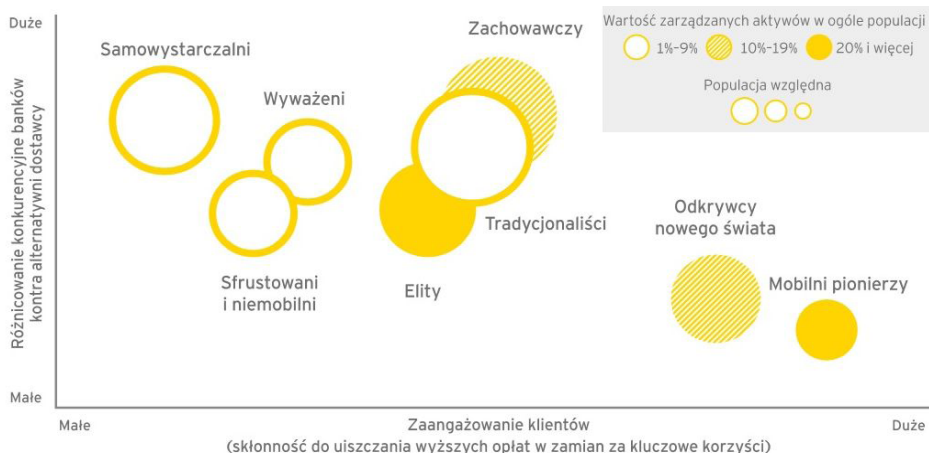 Duże
Różnicowanie konkurencyjne banków
kontra alternatywni dostawcy
Małe
Samowystarczalni
Wyważeni
Zachowawczy
Sfrustowani
i niemobilni
Elity
Tradycjonaliści
Odkrywcy
nowego świata
Mobilni pionierzy
Wartość zarządzanych aktywów w ogóle populacji
1%-9%
10%-19%
20% i więcej
Populacja względna
Małe
Zaangażowanie klientów
Duże
(skłonność do uiszczania wyższych opłat w zamian za kluczowe korzyści)